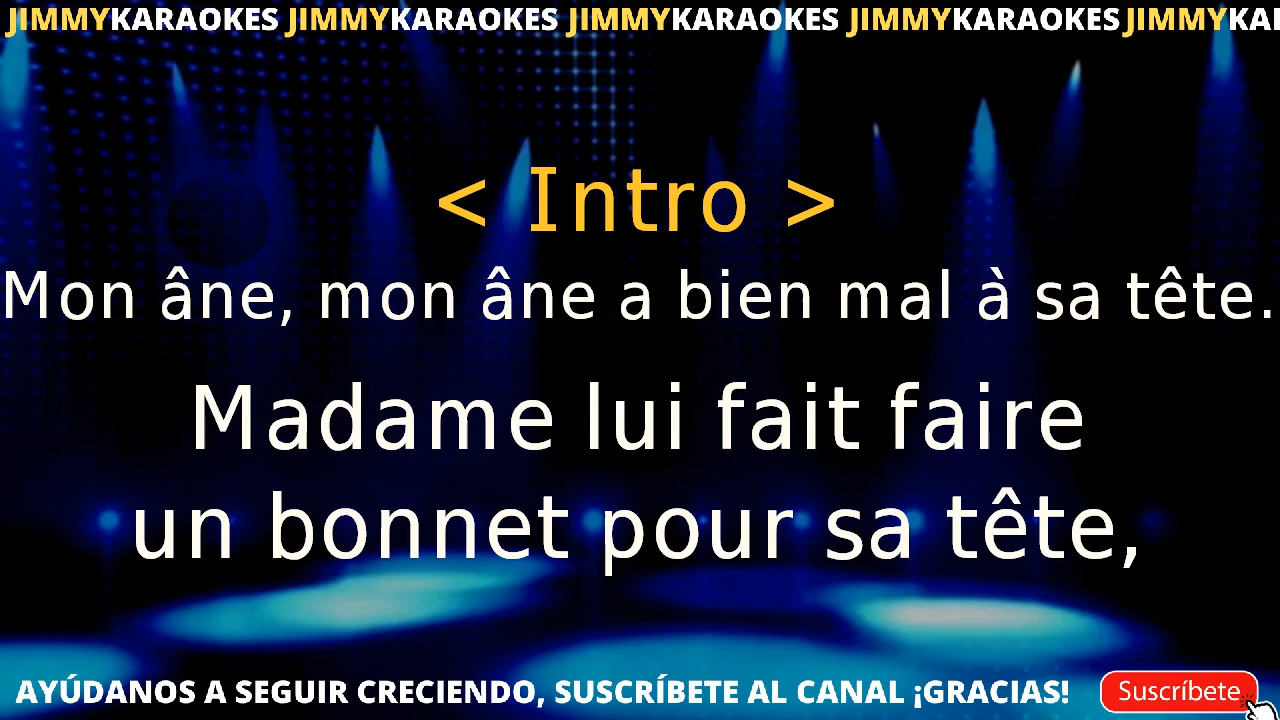 JIMMYKARAOKES JIMMYKARAOKES JIMMYKARAOKES JIMMYKARAOKES JIMMYKA
< Intro >
Mon âne, mon âne a bien mal à sa tête.
Madame lui fait faire
un bonnet pour sa tête,
AYÚDANOS A SEGUIR CRECIENDO, SUSCRÍBETE AL CANAL ¡GRACIAS! Suscríbete